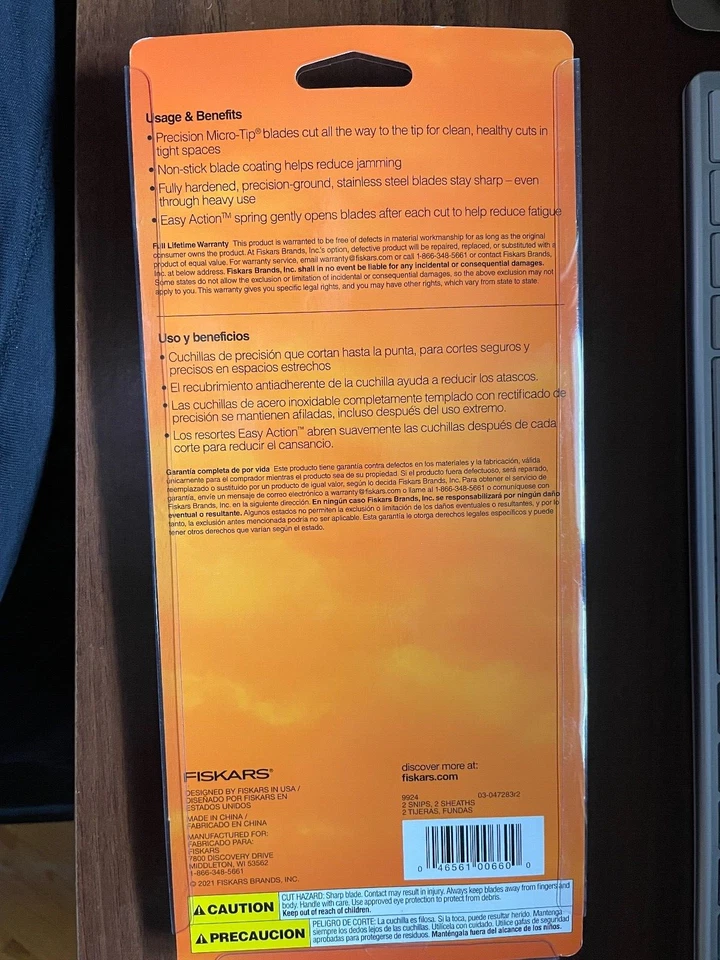 Usage & Benefits
• Precision Micro-Tip® blades cut all the way to the tip for clean, healthy cuts in
tight spaces
• Non-stick blade coating helps reduce jamming
• Fully hardened, precision-ground, stainless steel blades stay sharp – even
through heavy use
• Easy Action™ spring gently opens blades after each cut to help reduce fatigue
Full Lifetime Warranty This product is warranted to be free of defects in material workmanship for as long as the original
consumer owns the product. At Fiskars Brands, Inc.'s option, defective product will be repaired, replaced, or substituted with a
product of equal value. For warranty service, email warranty@fiskars.com or call 1-866-348-5661 or contact Fiskars Brands,
Inc. at below address. Fiskars Brands, Inc. shall in no event be liable for any incidental or consequential damages.
Some states do not allow the exclusion or limitation of incidental or consequential damages, so the above exclusion may not
apply to you. This warranty gives you specific legal rights, and you may have other rights, which vary from state to state.
Uso y beneficios
• Cuchillas de precisión que cortan hasta la punta, para cortes seguros y
precisos en espacios estrechos
• El recubrimiento antiadherente de la cuchilla ayuda a reducir los atascos.
• Las cuchillas de acero inoxidable completamente templado con rectificado de
precisión se mantienen afiladas, incluso después del uso extremo.
• Los resortes Easy Action™ abren suavemente las cuchillas después de cada
corte para reducir el cansancio.
Garantía completa de por vida Este producto tiene garantía contra defectos en los materiales y la fabricación, válida
únicamente para el comprador mientras el producto sea de su propiedad. Si el producto fuera defectuoso, será reparado,
reemplazado o sustituido por un producto de igual valor, según lo decida Fiskars Brands, Inc. Para obtener el servicio de
garantía, envíe un mensaje de correo electrónico a warranty@fiskars.com o llame al 1-866-348-5661 o comuníquese con
Fiskars Brands, Inc. en la siguiente dirección. En ningún caso Fiskars Brands, Inc. se responsabilizará por ningún daño
eventual o resultante. Algunos estados no permiten la exclusión o limitación de los daños eventuales o resultantes, y por lo
tanto, la exclusión antes mencionada podría no ser aplicable. Esta garantía le otorga derechos legales específicos y puede
tener otros derechos que varían según el estado.
FISKARS®
DESIGNED BY FISKARS IN USA /
DISEÑADO POR FISKARS EN
ESTADOS UNIDOS
MADE IN CHINA /
FABRICADO EN CHINA
MANUFACTURED FOR:
FABRICADO PARA:
FISKARS
7800 DISCOVERY DRIVE
MIDDLETON, WI 53562
1-866-348-5661
© 2021 FISKARS BRANDS, INC.
discover more at:
fiskars.com
9924 03-047283r2
2 SNIPS, 2 SHEATHS
2 TIJERAS, FUNDAS
0 46561 00660 0
CAUTION
CUT HAZARD: Sharp blade. Contact may result in injury. Always keep blades away from fingers and
body. Handle with care. Use approved eye protection to protect from debris.
Keep out of reach of children.
PRECAUCION
PELIGRO DE CORTE: La cuchilla es filosa. Si la toca, puede resultar herido. Mantenga
siempre los dedos lejos de las cuchillas. Utilícela con cuidado. Utilice gafas de seguridad
aprobadas para protegerse de residuos. Manténgala fuera del alcance de los niños.